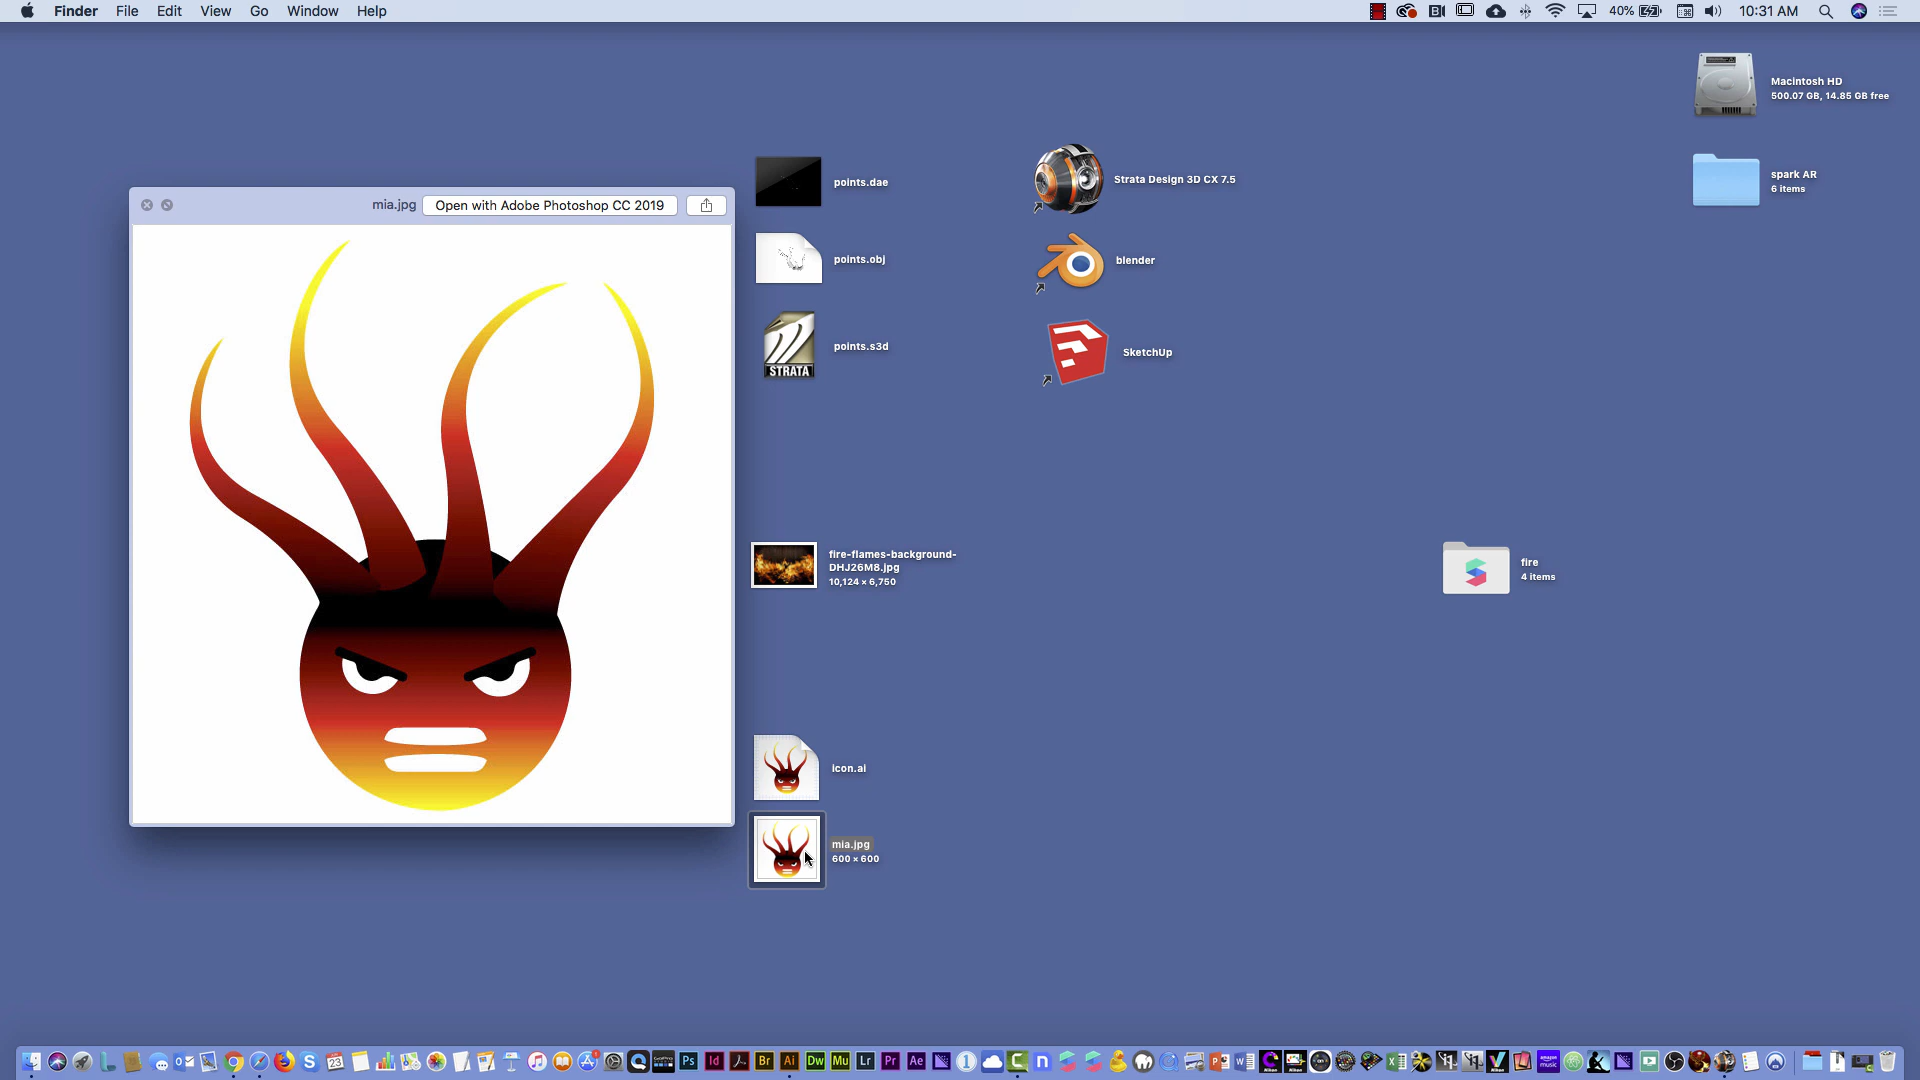 Finder File Edit View Go Window Help
40% 10:31 AM
Macintosh HD
500.07 GB, 14.85 GB free
spark AR
6 items
mia.jpg Open with Adobe Photoshop CC 2019
points.dae
Strata Design 3D CX 7.5
points.obj
blender
points.s3d
STRATA
SketchUp
fire-flames-background-
DHJ26M8.jpg
10,124 × 6,750
fire
4 items
icon.ai
mia.jpg
600 × 600
23 Ps Id Br Ai Dw Mu Lr Pr Ae